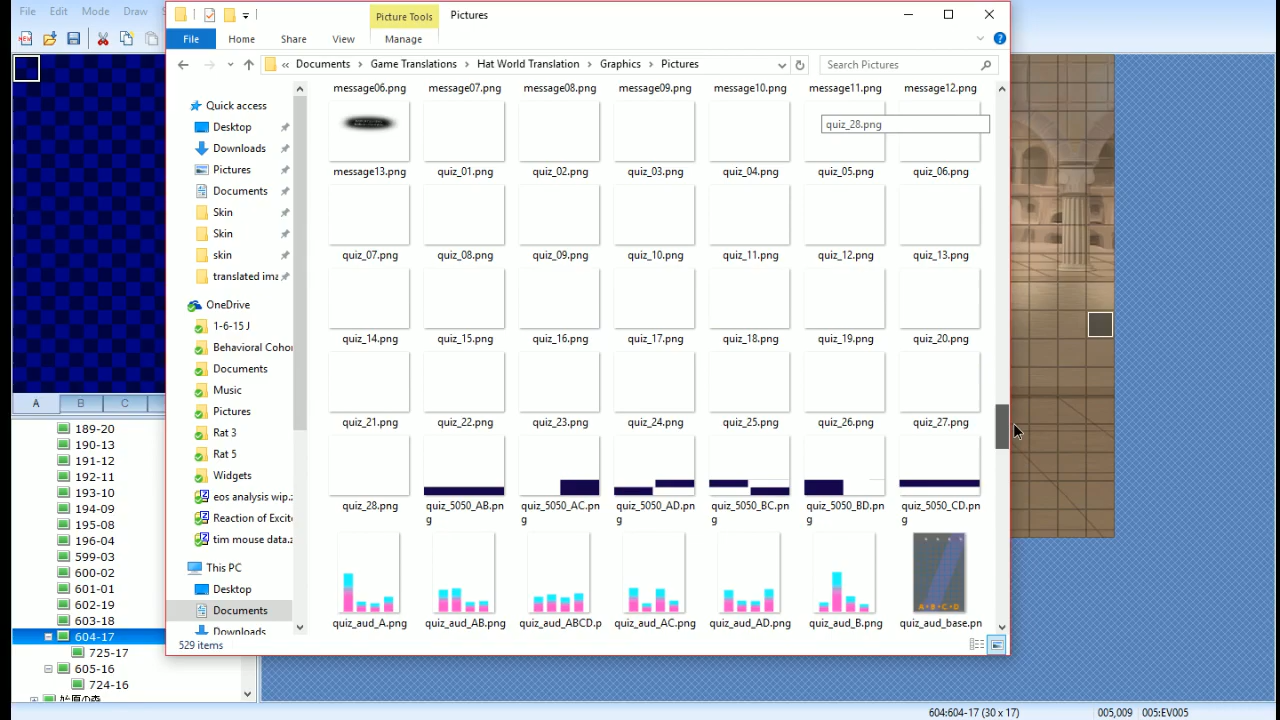 File Edit Mode Draw
Picture Tools Pictures
File Home Share View Manage
« Documents Game Translations Hat World Translation Graphics Pictures
Search Pictures
Quick access
Desktop
Downloads
Pictures
Documents
Skin
Skin
skin
translated ima
OneDrive
1-6-15 J
Behavioral Cohor
Documents
Music
Pictures
Rat 3
Rat 5
Widgets
eos analysis wip.z
Reaction of Excite
tim mouse data.z
This PC
Desktop
Documents
Downloads
message06.png message07.png message08.png message09.png message10.png message11.png message12.png
quiz_28.png
message13.png quiz_01.png quiz_02.png quiz_03.png quiz_04.png quiz_05.png quiz_06.png
quiz_07.png quiz_08.png quiz_09.png quiz_10.png quiz_11.png quiz_12.png quiz_13.png
quiz_14.png quiz_15.png quiz_16.png quiz_17.png quiz_18.png quiz_19.png quiz_20.png
quiz_21.png quiz_22.png quiz_23.png quiz_24.png quiz_25.png quiz_26.png quiz_27.png
quiz_28.png quiz_5050_AB.png quiz_5050_AC.png quiz_5050_AD.png quiz_5050_BC.png quiz_5050_BD.png quiz_5050_CD.png
A B C D
quiz_aud_A.png quiz_aud_AB.png quiz_aud_ABCD.p quiz_aud_AC.png quiz_aud_AD.png quiz_aud_B.png quiz_aud_base.pn
529 items
A B C
189-20
190-13
191-12
192-11
193-10
194-09
195-08
196-04
599-03
600-02
601-01
602-19
603-18
604-17
725-17
605-16
724-16
604:604-17 (30 x 17) 005,009 005:EV005